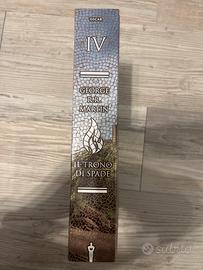 OSCAR
IV
GEORGE
R.R.
MARTIN
IL TRONO
DI SPADE
subito